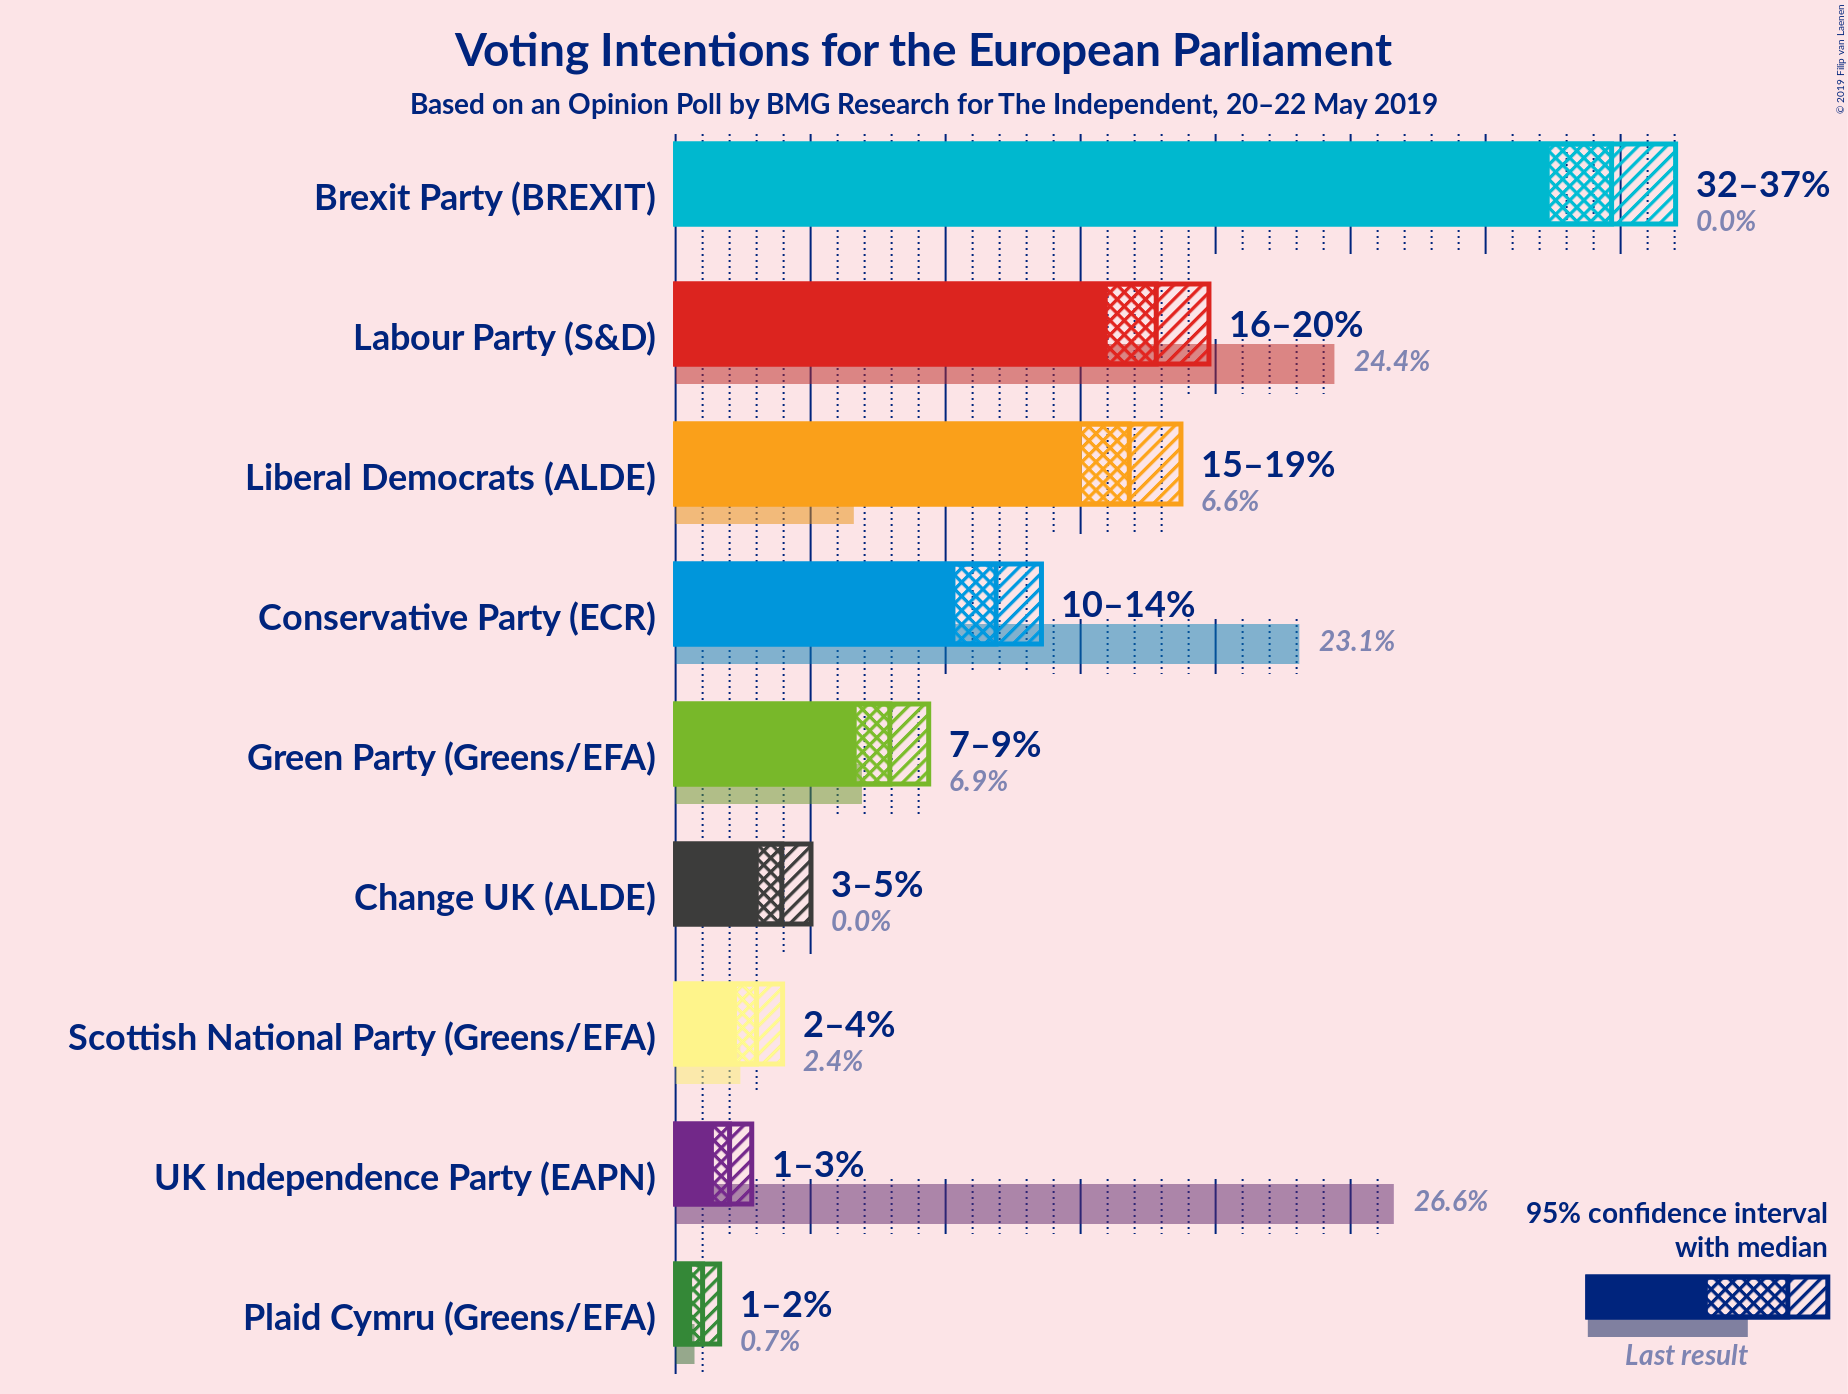 Voting Intentions for the European Parliament
Based on an Opinion Poll by BMG Research for The Independent, 20–22 May 2019
© 2019 Filip van Laenen
Brexit Party (BREXIT)
32–37%
0.0%
Labour Party (S&D)
16–20%
24.4%
Liberal Democrats (ALDE)
15–19%
6.6%
Conservative Party (ECR)
10–14%
23.1%
Green Party (Greens/EFA)
7–9%
6.9%
Change UK (ALDE)
3–5%
0.0%
Scottish National Party (Greens/EFA)
2–4%
2.4%
UK Independence Party (EAPN)
1–3%
26.6%
Plaid Cymru (Greens/EFA)
1–2%
0.7%
95% confidence interval
with median
Last result